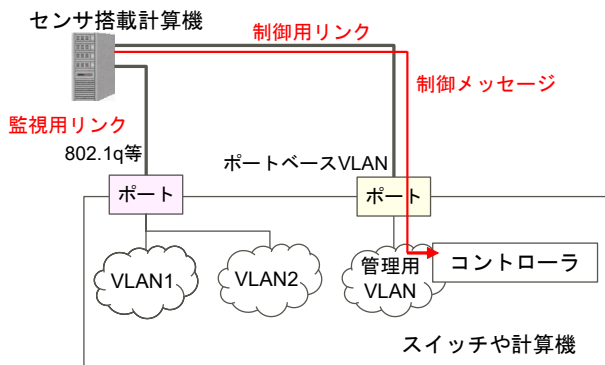 センサ搭載計算機
制御用リンク
制御メッセージ
監視用リンク
802.1q等
ポートベースVLAN
ポート
ポート
VLAN1
VLAN2
管理用
VLAN
コントローラ
スイッチや計算機